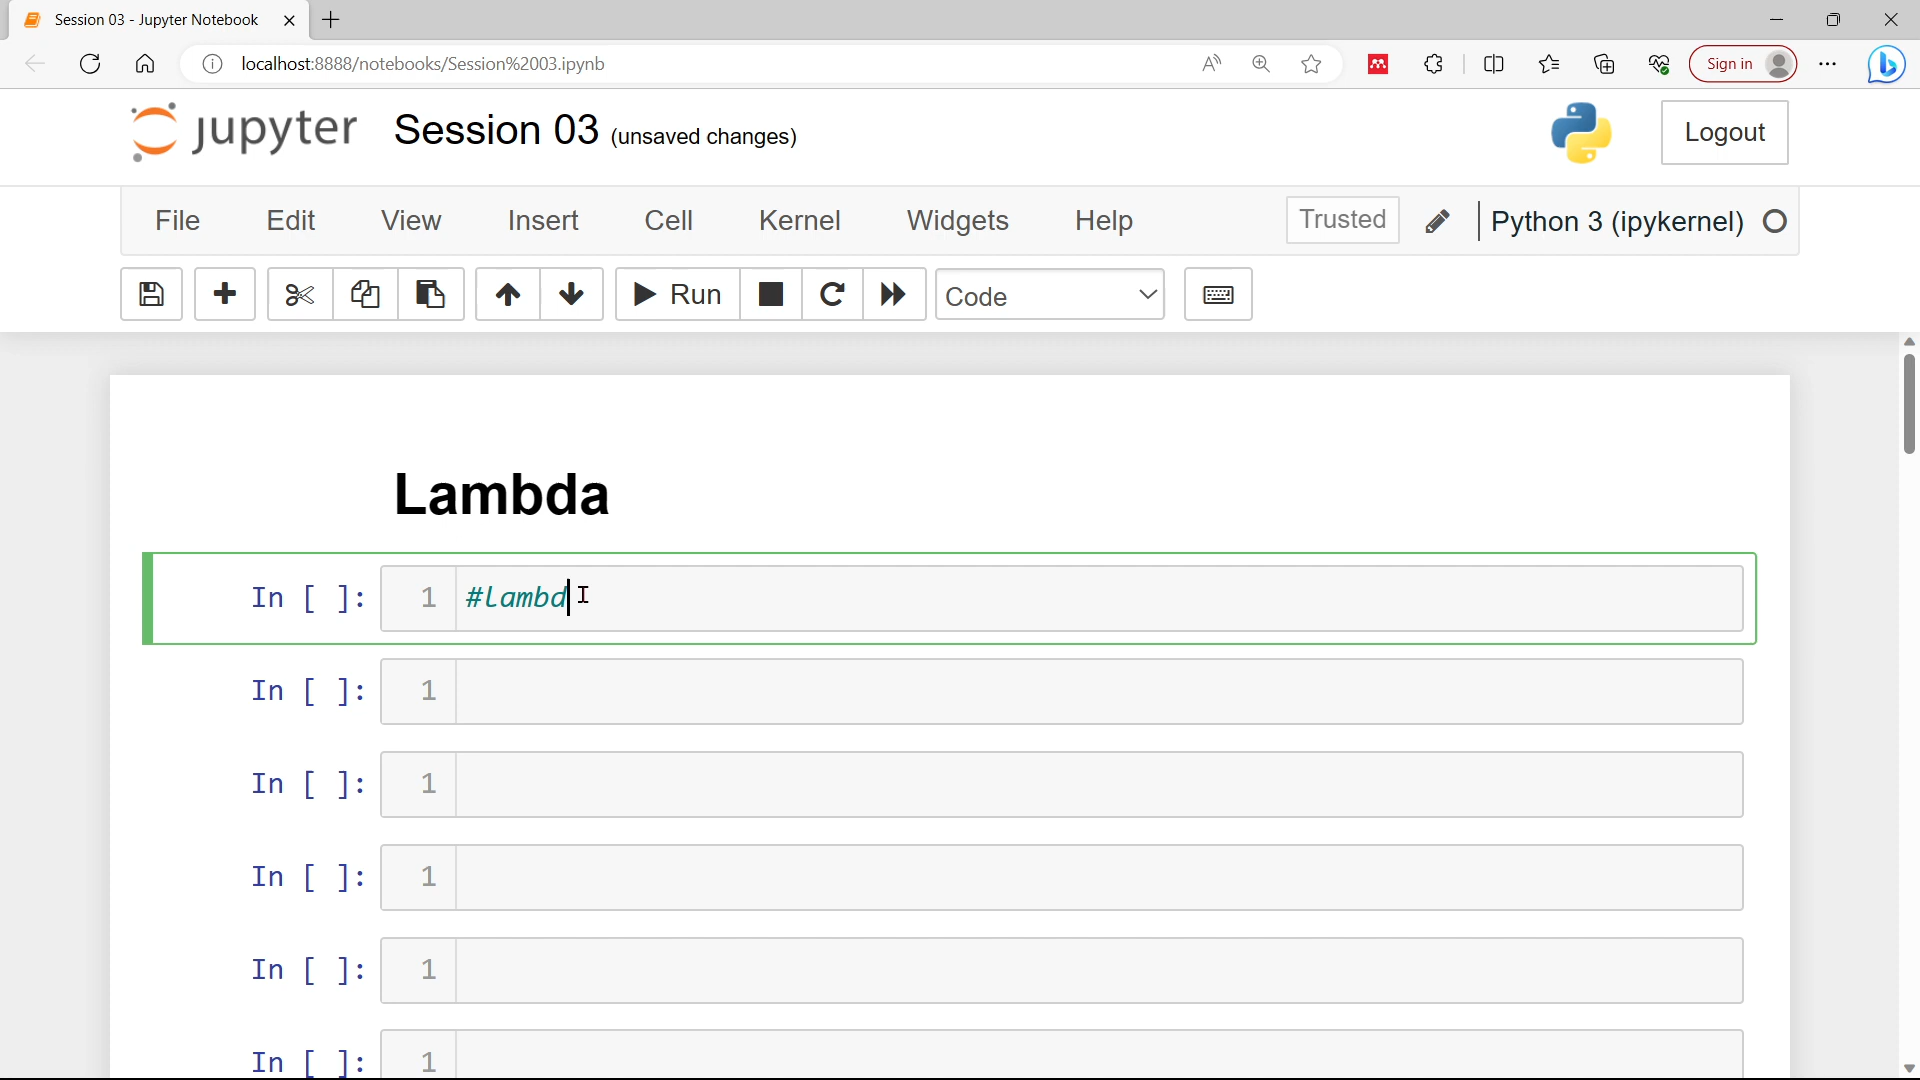 Session 03 - Jupyter Notebook
localhost:8888/notebooks/Session%2003.ipynb
Sign in
jupyter Session 03 (unsaved changes)
Logout
File Edit View Insert Cell Kernel Widgets Help Trusted Python 3 (ipykernel)
Run Code
Lambda
In [ ]: 1 #lambd
In [ ]: 1
In [ ]: 1
In [ ]: 1
In [ ]: 1
In [ ]: 1